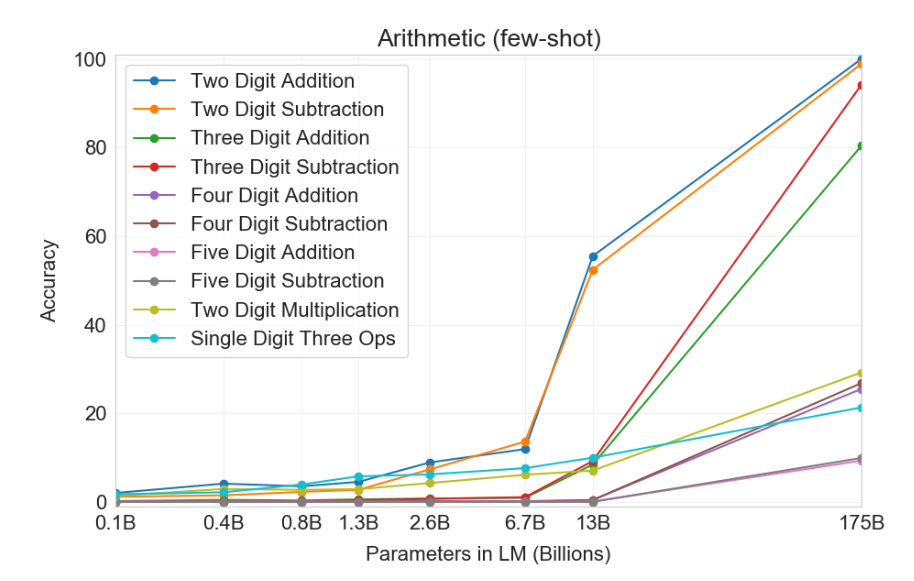 Arithmetic (few-shot)
100
80
60
40
20
0
Accuracy
Two Digit Addition
Two Digit Subtraction
Three Digit Addition
Three Digit Subtraction
Four Digit Addition
Four Digit Subtraction
Five Digit Addition
Five Digit Subtraction
Two Digit Multiplication
Single Digit Three Ops
0.1B 0.4B 0.8B 1.3B 2.6B 6.7B 13B 175B
Parameters in LM (Billions)